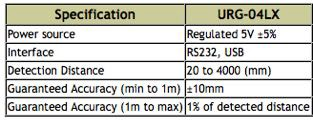 Specification URG-04LX
Power source Regulated 5V ±5%
Interface RS232, USB
Detection Distance 20 to 4000 (mm)
Guaranteed Accuracy (min to 1m) ±10mm
Guaranteed Accuracy (1m to max) 1% of detected distance